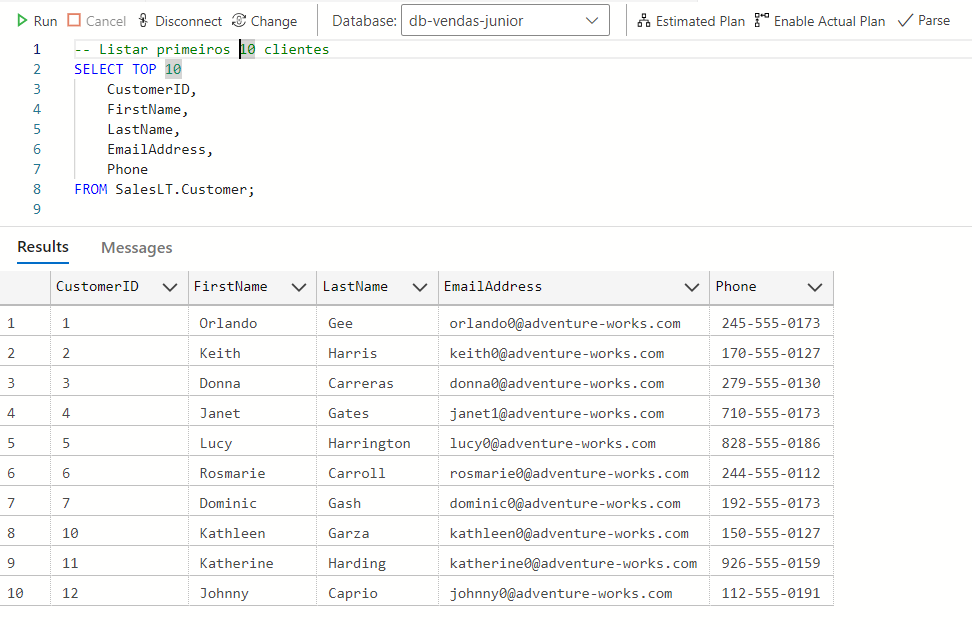 Run Cancel Disconnect Change Database: db-vendas-junior Estimated Plan Enable Actual Plan Parse
1 -- Listar primeiros 10 clientes
2 SELECT TOP 10
3 CustomerID,
4 FirstName,
5 LastName,
6 EmailAddress,
7 Phone
8 FROM SalesLT.Customer;
9
Results Messages
CustomerID FirstName LastName EmailAddress Phone
1 1 Orlando Gee orlando0@adventure-works.com 245-555-0173
2 2 Keith Harris keith0@adventure-works.com 170-555-0127
3 3 Donna Carreras donna0@adventure-works.com 279-555-0130
4 4 Janet Gates janet1@adventure-works.com 710-555-0173
5 5 Lucy Harrington lucy0@adventure-works.com 828-555-0186
6 6 Rosmarie Carroll rosmarie0@adventure-works.com 244-555-0112
7 7 Dominic Gash dominic0@adventure-works.com 192-555-0173
8 10 Kathleen Garza kathleen0@adventure-works.com 150-555-0127
9 11 Katherine Harding katherine0@adventure-works.com 926-555-0159
10 12 Johnny Caprio johnny0@adventure-works.com 112-555-0191